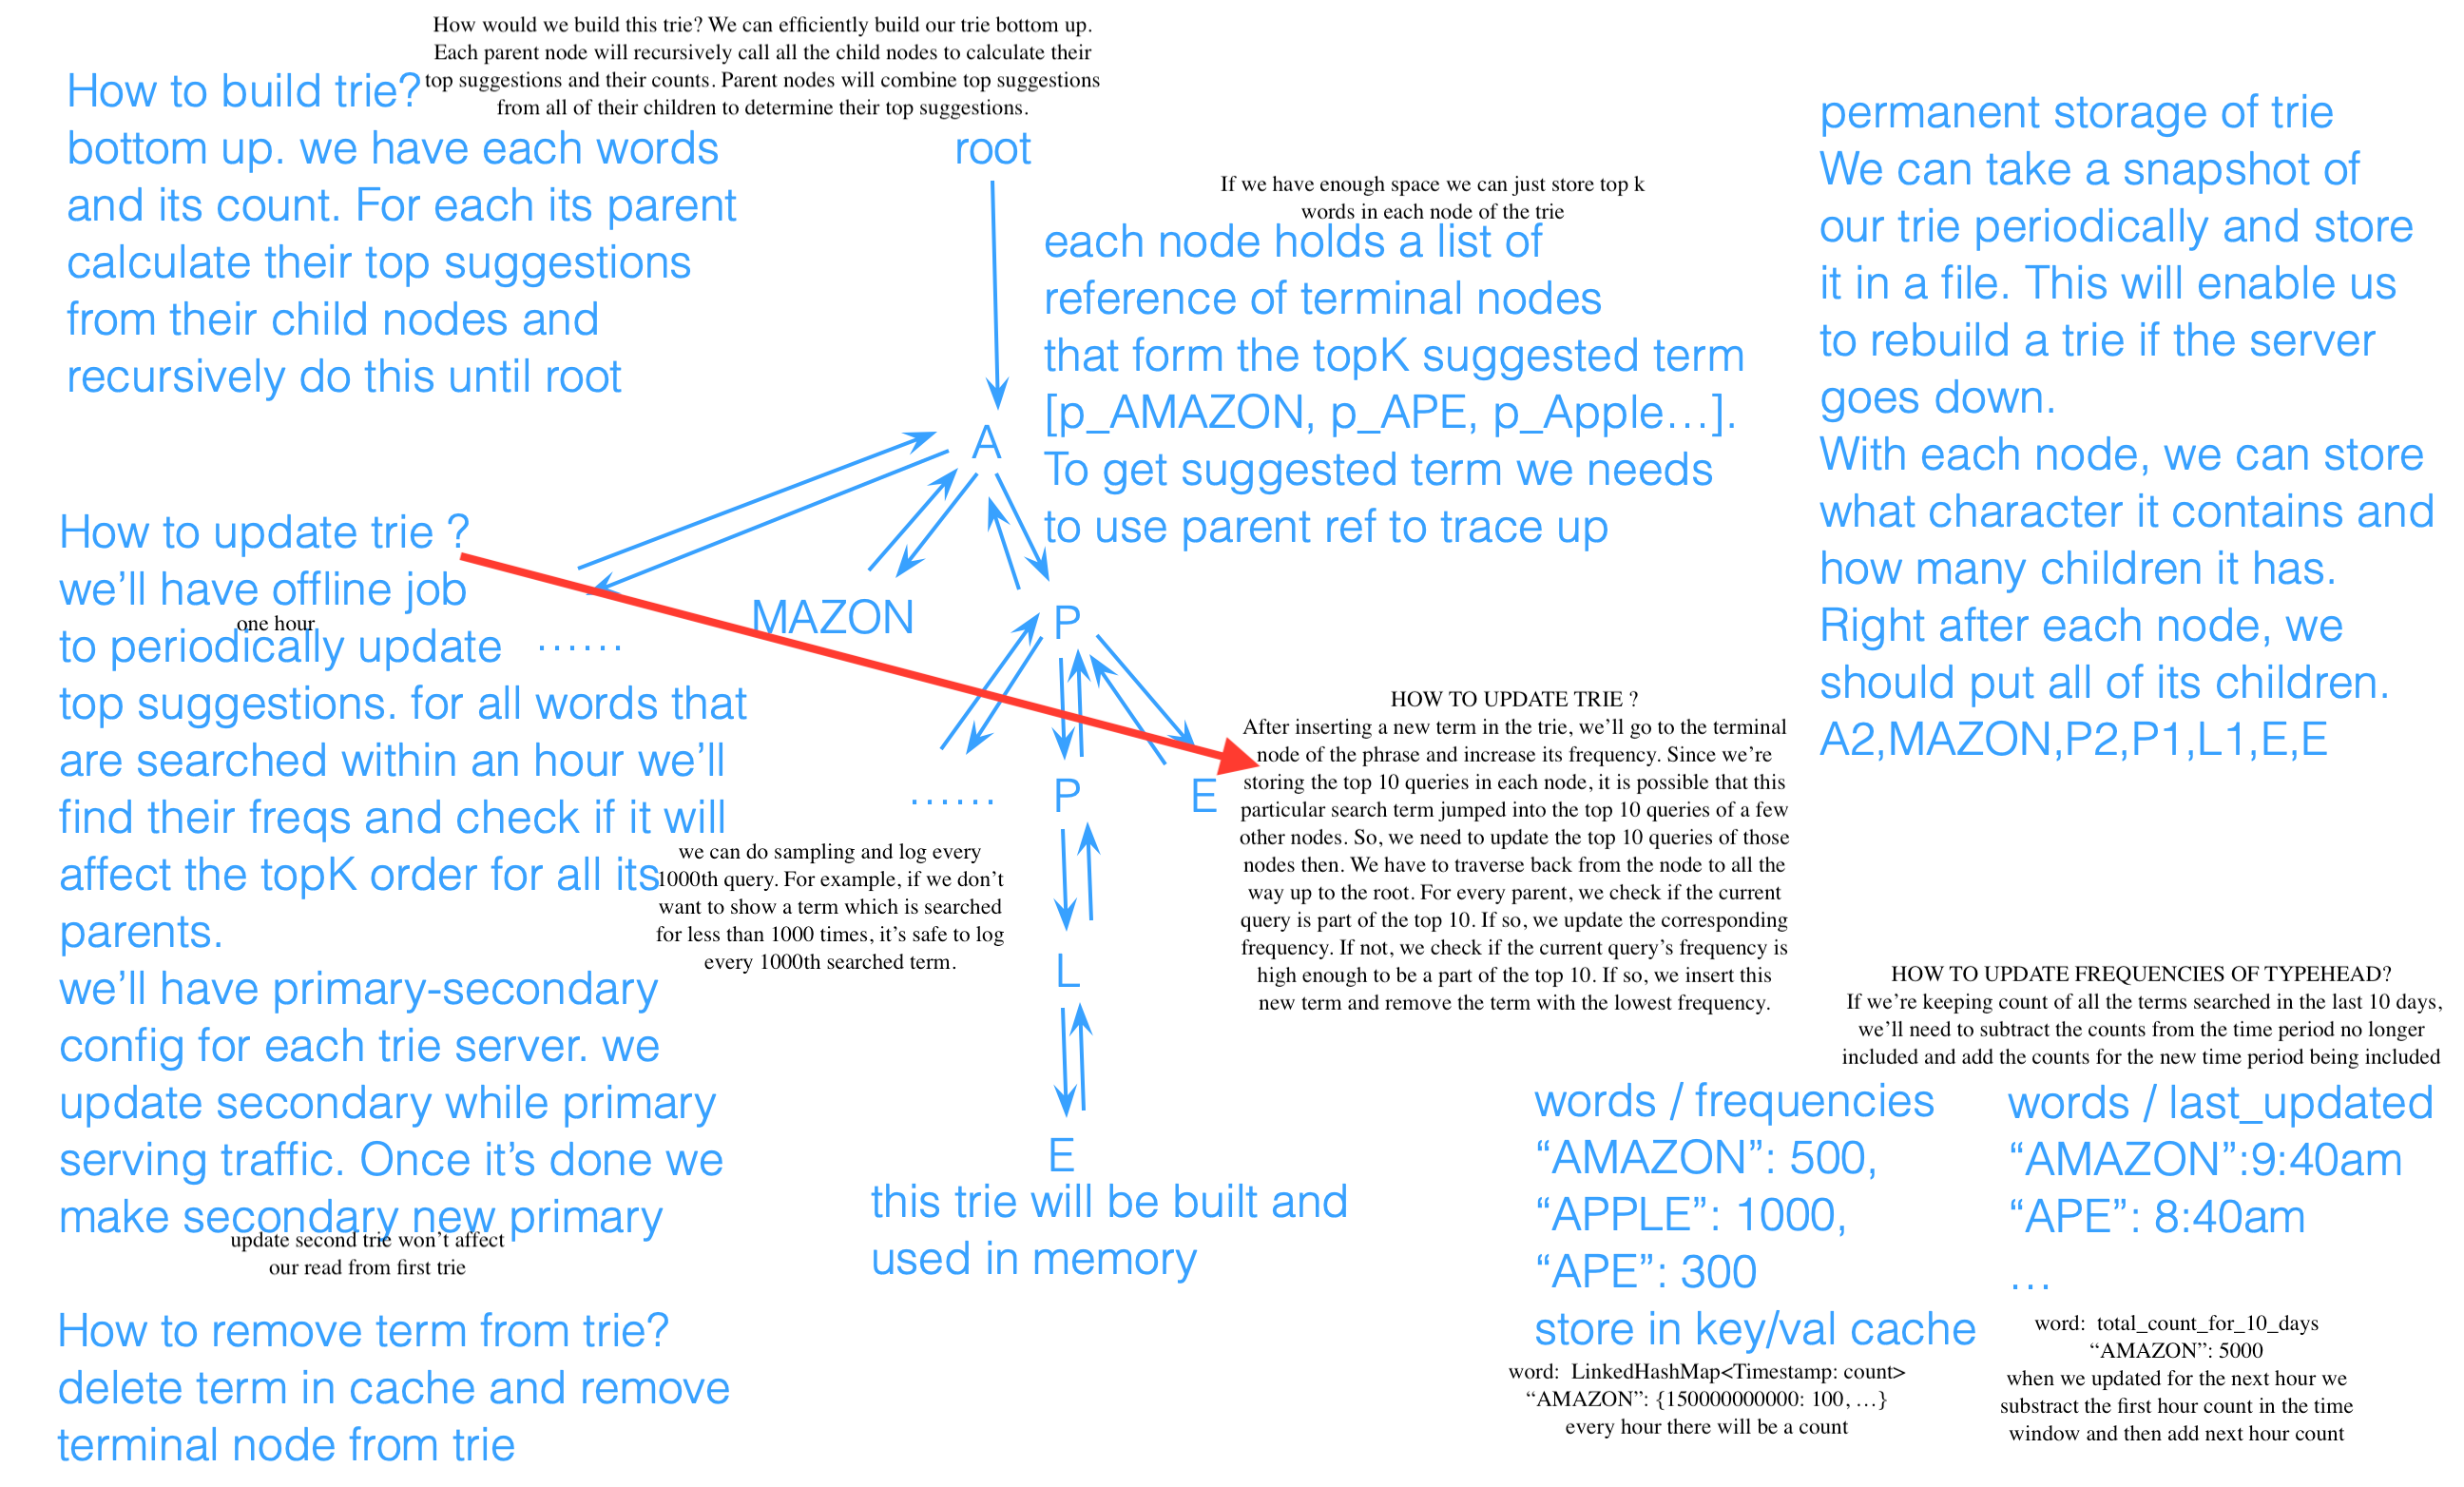 How would we build this trie? We can efficiently build our trie bottom up.
Each parent node will recursively call all the child nodes to calculate their
top suggestions and their counts. Parent nodes will combine top suggestions
from all of their children to determine their top suggestions.
How to build trie?
bottom up. we have each words
and its count. For each its parent
calculate their top suggestions
from their child nodes and
recursively do this until root
root
If we have enough space we can just store top k
words in each node of the trie
each node holds a list of
reference of terminal nodes
that form the topK suggested term
[p_AMAZON, p_APE, p_Apple…].
To get suggested term we needs
to use parent ref to trace up
permanent storage of trie
We can take a snapshot of
our trie periodically and store
it in a file. This will enable us
to rebuild a trie if the server
goes down.
With each node, we can store
what character it contains and
how many children it has.
Right after each node, we
should put all of its children.
A2,MAZON,P2,P1,L1,E,E
A
MAZON
P
……
……
P
E
L
E
this trie will be built and
used in memory
How to update trie ?
we’ll have offline job
one hour
to periodically update
top suggestions. for all words that
are searched within an hour we’ll
find their freqs and check if it will
affect the topK order for all its
parents.
we’ll have primary-secondary
config for each trie server. we
update secondary while primary
serving traffic. Once it’s done we
make secondary new primary
update second trie won’t affect
our read from first trie
we can do sampling and log every
1000th query. For example, if we don’t
want to show a term which is searched
for less than 1000 times, it’s safe to log
every 1000th searched term.
HOW TO UPDATE TRIE ?
After inserting a new term in the trie, we’ll go to the terminal
node of the phrase and increase its frequency. Since we’re
storing the top 10 queries in each node, it is possible that this
particular search term jumped into the top 10 queries of a few
other nodes. So, we need to update the top 10 queries of those
nodes then. We have to traverse back from the node to all the
way up to the root. For every parent, we check if the current
query is part of the top 10. If so, we update the corresponding
frequency. If not, we check if the current query’s frequency is
high enough to be a part of the top 10. If so, we insert this
new term and remove the term with the lowest frequency.
HOW TO UPDATE FREQUENCIES OF TYPEHEAD?
If we’re keeping count of all the terms searched in the last 10 days,
we’ll need to subtract the counts from the time period no longer
included and add the counts for the new time period being included
words / frequencies
“AMAZON”: 500,
“APPLE”: 1000,
“APE”: 300
store in key/val cache
word:  LinkedHashMap<Timestamp: count>
“AMAZON”: {150000000000: 100, …}
every hour there will be a count
words / last_updated
“AMAZON”:9:40am
“APE”: 8:40am
…
word:  total_count_for_10_days
“AMAZON”: 5000
when we updated for the next hour we
substract the first hour count in the time
window and then add next hour count
How to remove term from trie?
delete term in cache and remove
terminal node from trie